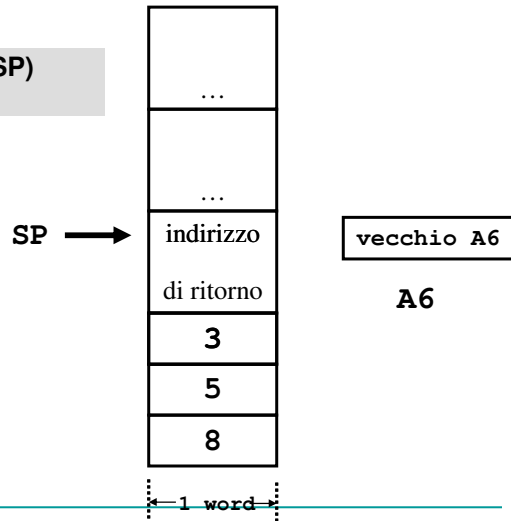 SP)
…
…
SP
indirizzo
di ritorno
vecchio A6
A6
3
5
8
1 word